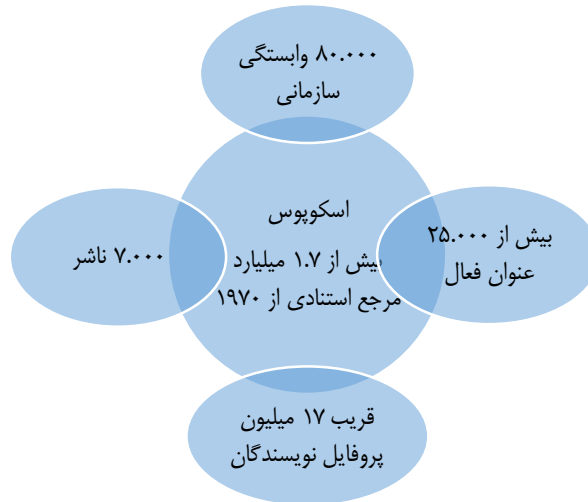 ۸۰.۰۰۰ وابستگی
سازمانی
اسکوپوس
بیش از ۱.۷ میلیارد
مرجع استنادی از ۱۹۷۰
بیش از ۲۵.۰۰۰
عنوان فعال
۷.۰۰۰ ناشر
قریب ۱۷ میلیون
پروفایل نویسندگان